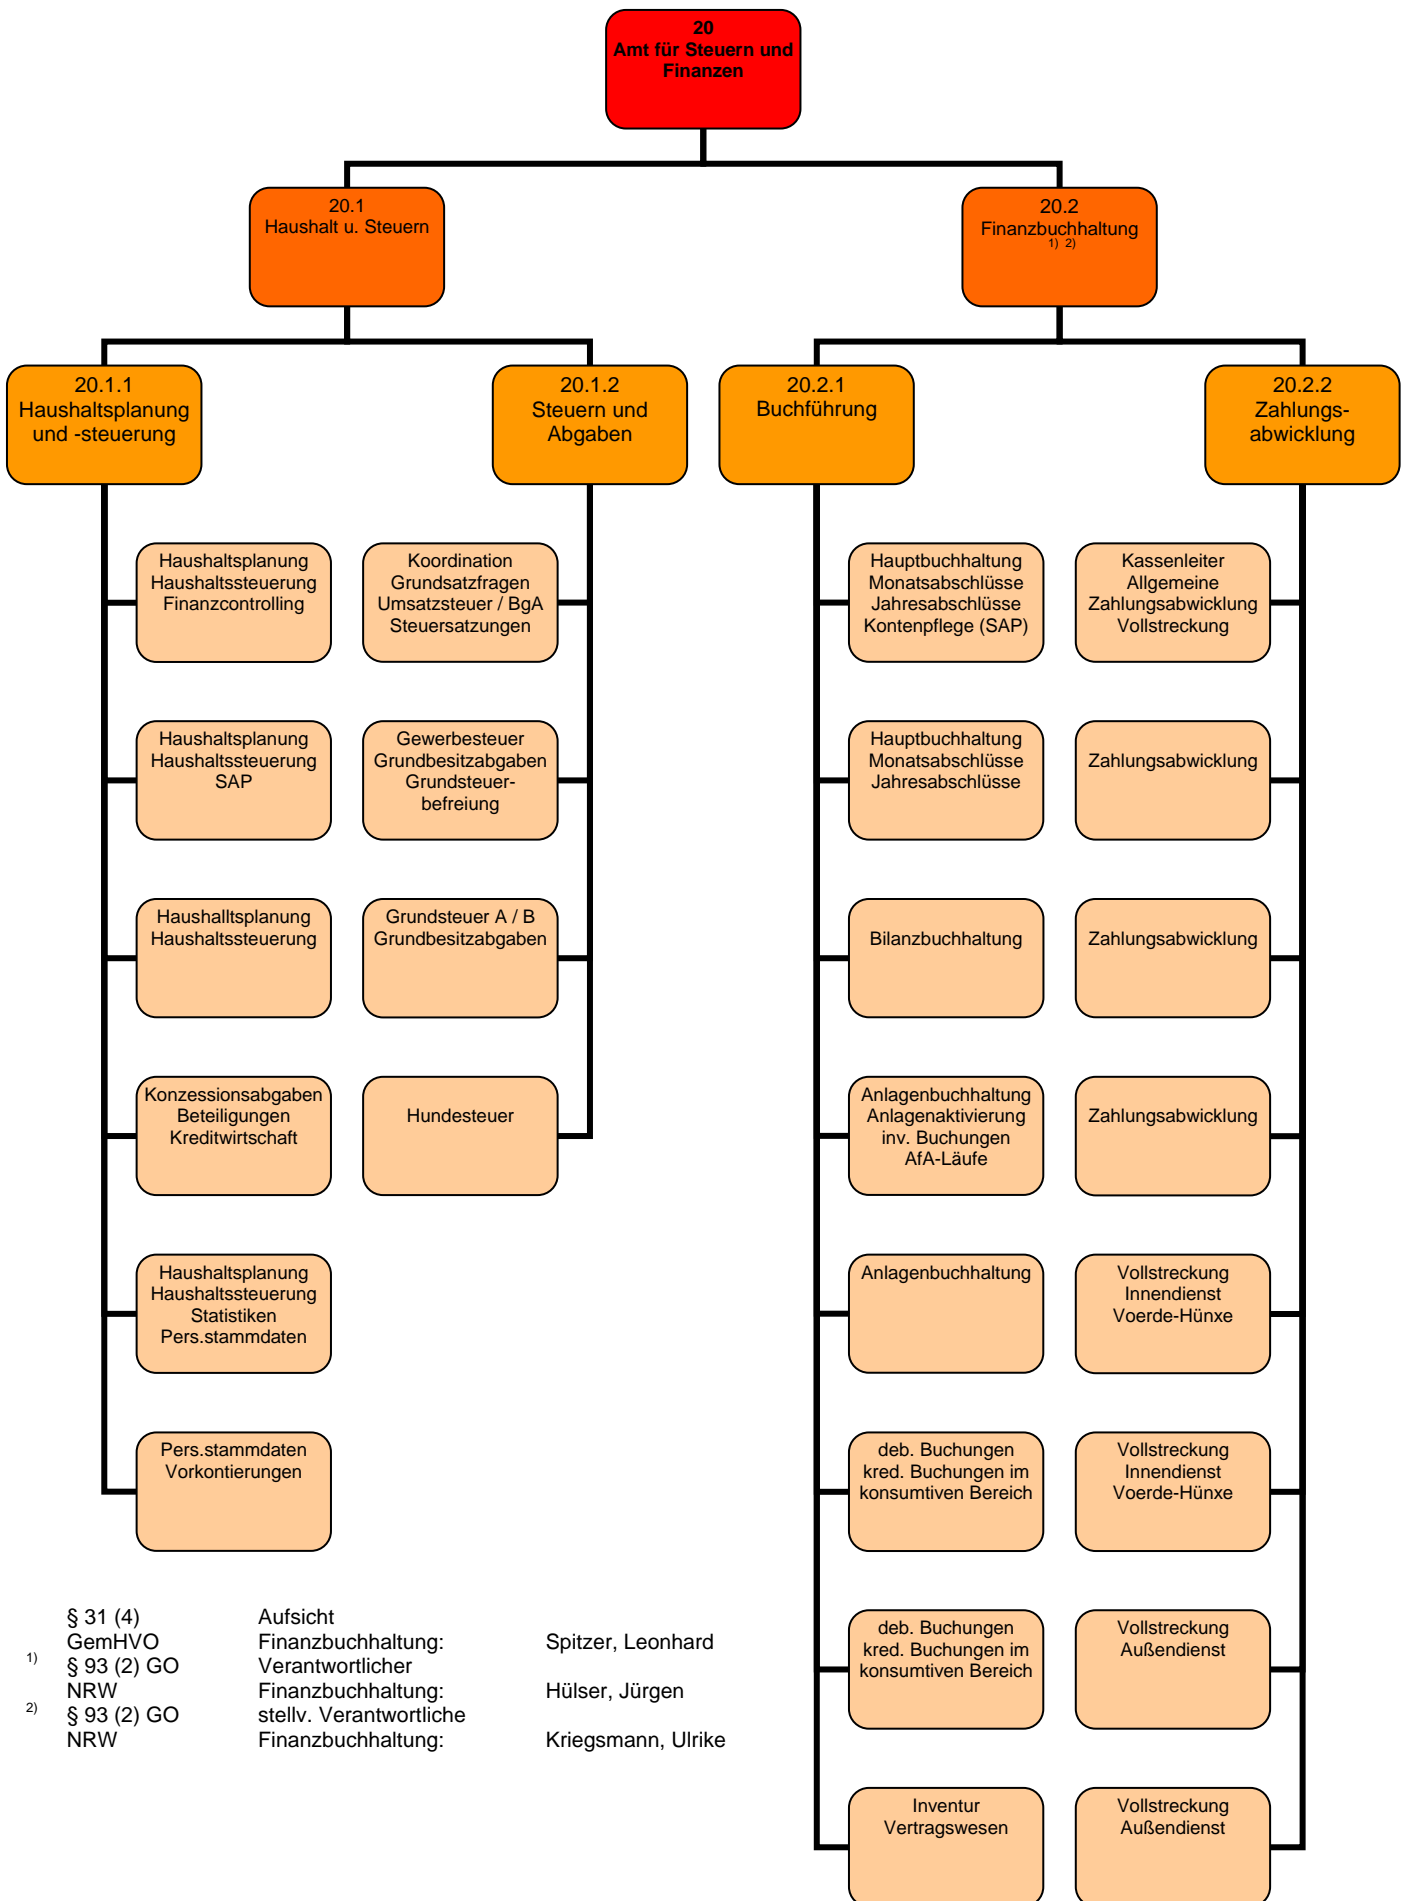 20
Amt für Steuern und
Finanzen
20.1
Haushalt u. Steuern
20.2
Finanzbuchhaltung
1) 2)
20.1.1
Haushaltsplanung
und -steuerung
20.1.2
Steuern und
Abgaben
20.2.1
Buchführung
20.2.2
Zahlungs-
abwicklung
Haushaltsplanung
Haushaltssteuerung
Finanzcontrolling
Koordination
Grundsatzfragen
Umsatzsteuer / BgA
Steuersatzungen
Hauptbuchhaltung
Monatsabschlüsse
Jahresabschlüsse
Kontenpflege (SAP)
Kassenleiter
Allgemeine
Zahlungsabwicklung
Vollstreckung
Haushaltsplanung
Haushaltssteuerung
SAP
Gewerbesteuer
Grundbesitzabgaben
Grundsteuer-
befreiung
Hauptbuchhaltung
Monatsabschlüsse
Jahresabschlüsse
Zahlungsabwicklung
Haushalltsplanung
Haushaltssteuerung
Grundsteuer A / B
Grundbesitzabgaben
Bilanzbuchhaltung
Zahlungsabwicklung
Konzessionsabgaben
Beteiligungen
Kreditwirtschaft
Hundesteuer
Anlagenbuchhaltung
Anlagenaktivierung
inv. Buchungen
AfA-Läufe
Zahlungsabwicklung
Haushaltsplanung
Haushaltssteuerung
Statistiken
Pers.stammdaten
Anlagenbuchhaltung
Vollstreckung
Innendienst
Voerde-Hünxe
Pers.stammdaten
Vorkontierungen
deb. Buchungen
kred. Buchungen im
konsumtiven Bereich
Vollstreckung
Innendienst
Voerde-Hünxe
deb. Buchungen
kred. Buchungen im
konsumtiven Bereich
Vollstreckung
Außendienst
Inventur
Vertragswesen
Vollstreckung
Außendienst
§ 31 (4) Aufsicht
GemHVO Finanzbuchhaltung: Spitzer, Leonhard
1) § 93 (2) GO Verantwortlicher
NRW Finanzbuchhaltung: Hülser, Jürgen
2) § 93 (2) GO stellv. Verantwortliche
NRW Finanzbuchhaltung: Kriegsmann, Ulrike